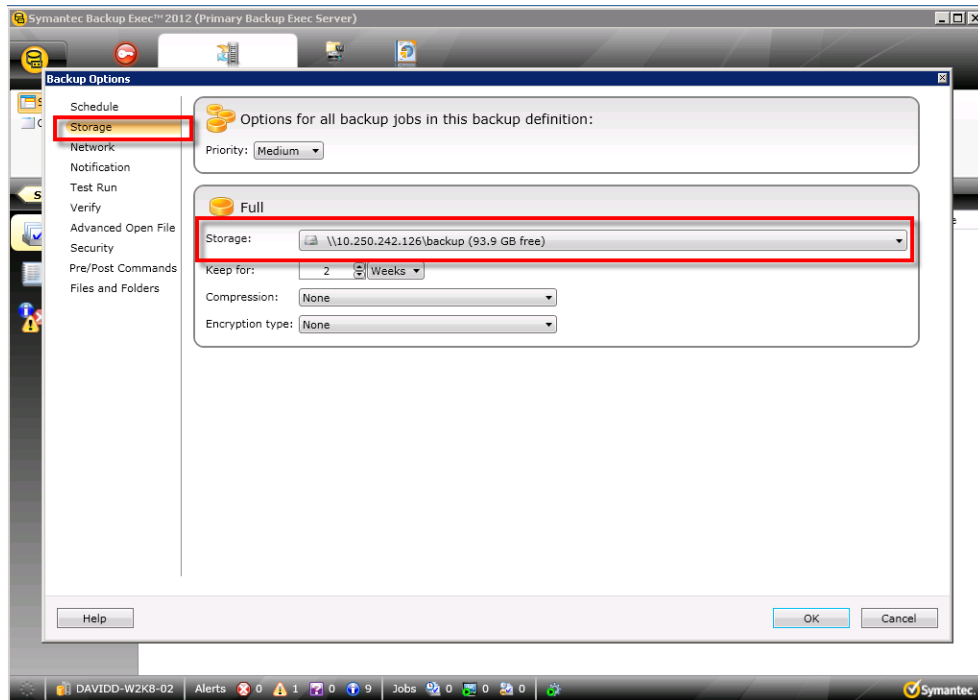 Symantec Backup Exec™ 2012 (Primary Backup Exec Server)
Backup Options
Schedule
Storage
Network
Notification
Test Run
Verify
Advanced Open File
Security
Pre/Post Commands
Files and Folders
Options for all backup jobs in this backup definition:
Priority: Medium
Full
Storage: \\10.250.242.126\backup (93.9 GB free)
Keep for: 2 Weeks
Compression: None
Encryption type: None
Help OK Cancel
DAVIDD-W2K8-02 Alerts 0 1 0 9 Jobs 0 0 0 Symantec